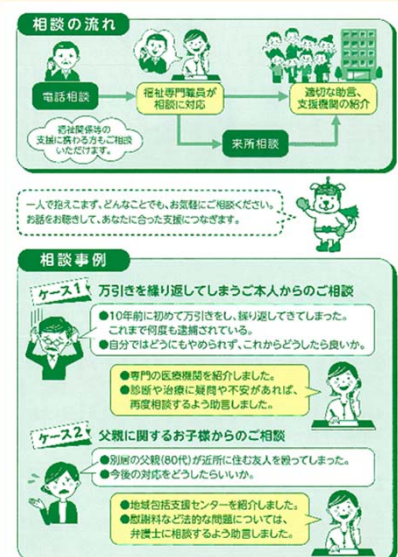 相談の流れ
電話相談
福祉専門職員が
相談に対応
適切な助言、
支援機関の紹介
福祉関係等の
支援に携わる方もご相談
いただけます。
来所相談
一人で抱えこまず、どんなことでも、お気軽にご相談ください。
お話をお聴きして、あなたに合った支援につなぎます。
相談事例
ケース1 万引きを繰り返してしまうご本人からのご相談
●10年前に初めて万引きをし、繰り返してきてしまった。
これまで何度も逮捕されている。
●自分ではどうにもやめられず、これからどうしたら良いか。
●専門の医療機関を紹介しました。
●診断や治療に疑問や不安があれば、
再度相談するよう助言しました。
ケース2 父親に関するお子様からのご相談
●別居の父親(80代)が近所に住む友人を殴ってしまった。
●今後の対応をどうしたらいいか。
●地域包括支援センターを紹介しました。
●慰謝料など法的な問題については、
弁護士に相談するよう助言しました。